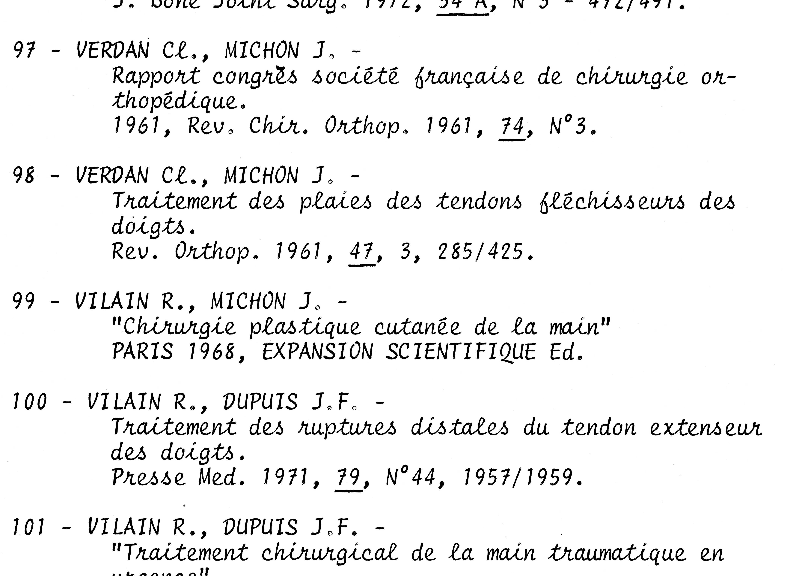 J. Bone Joint Surg. 1972, 54 A, N°3 - 472/491.
97 - VERDAN Cl., MICHON J. -
Rapport congrès société française de chirurgie or-
thopédique.
1961, Rev. Chir. Orthop. 1961, 74, N°3.
98 - VERDAN Cl., MICHON J. -
Traitement des plaies des tendons fléchisseurs des
doigts.
Rev. Orthop. 1961, 47, 3, 285/425.
99 - VILAIN R., MICHON J. -
"Chirurgie plastique cutanée de la main"
PARIS 1968, EXPANSION SCIENTIFIQUE Ed.
100 - VILAIN R., DUPUIS J.F. -
Traitement des ruptures distales du tendon extenseur
des doigts.
Presse Med. 1971, 79, N°44, 1957/1959.
101 - VILAIN R., DUPUIS J.F. -
"Traitement chirurgical de la main traumatique en
urgence"